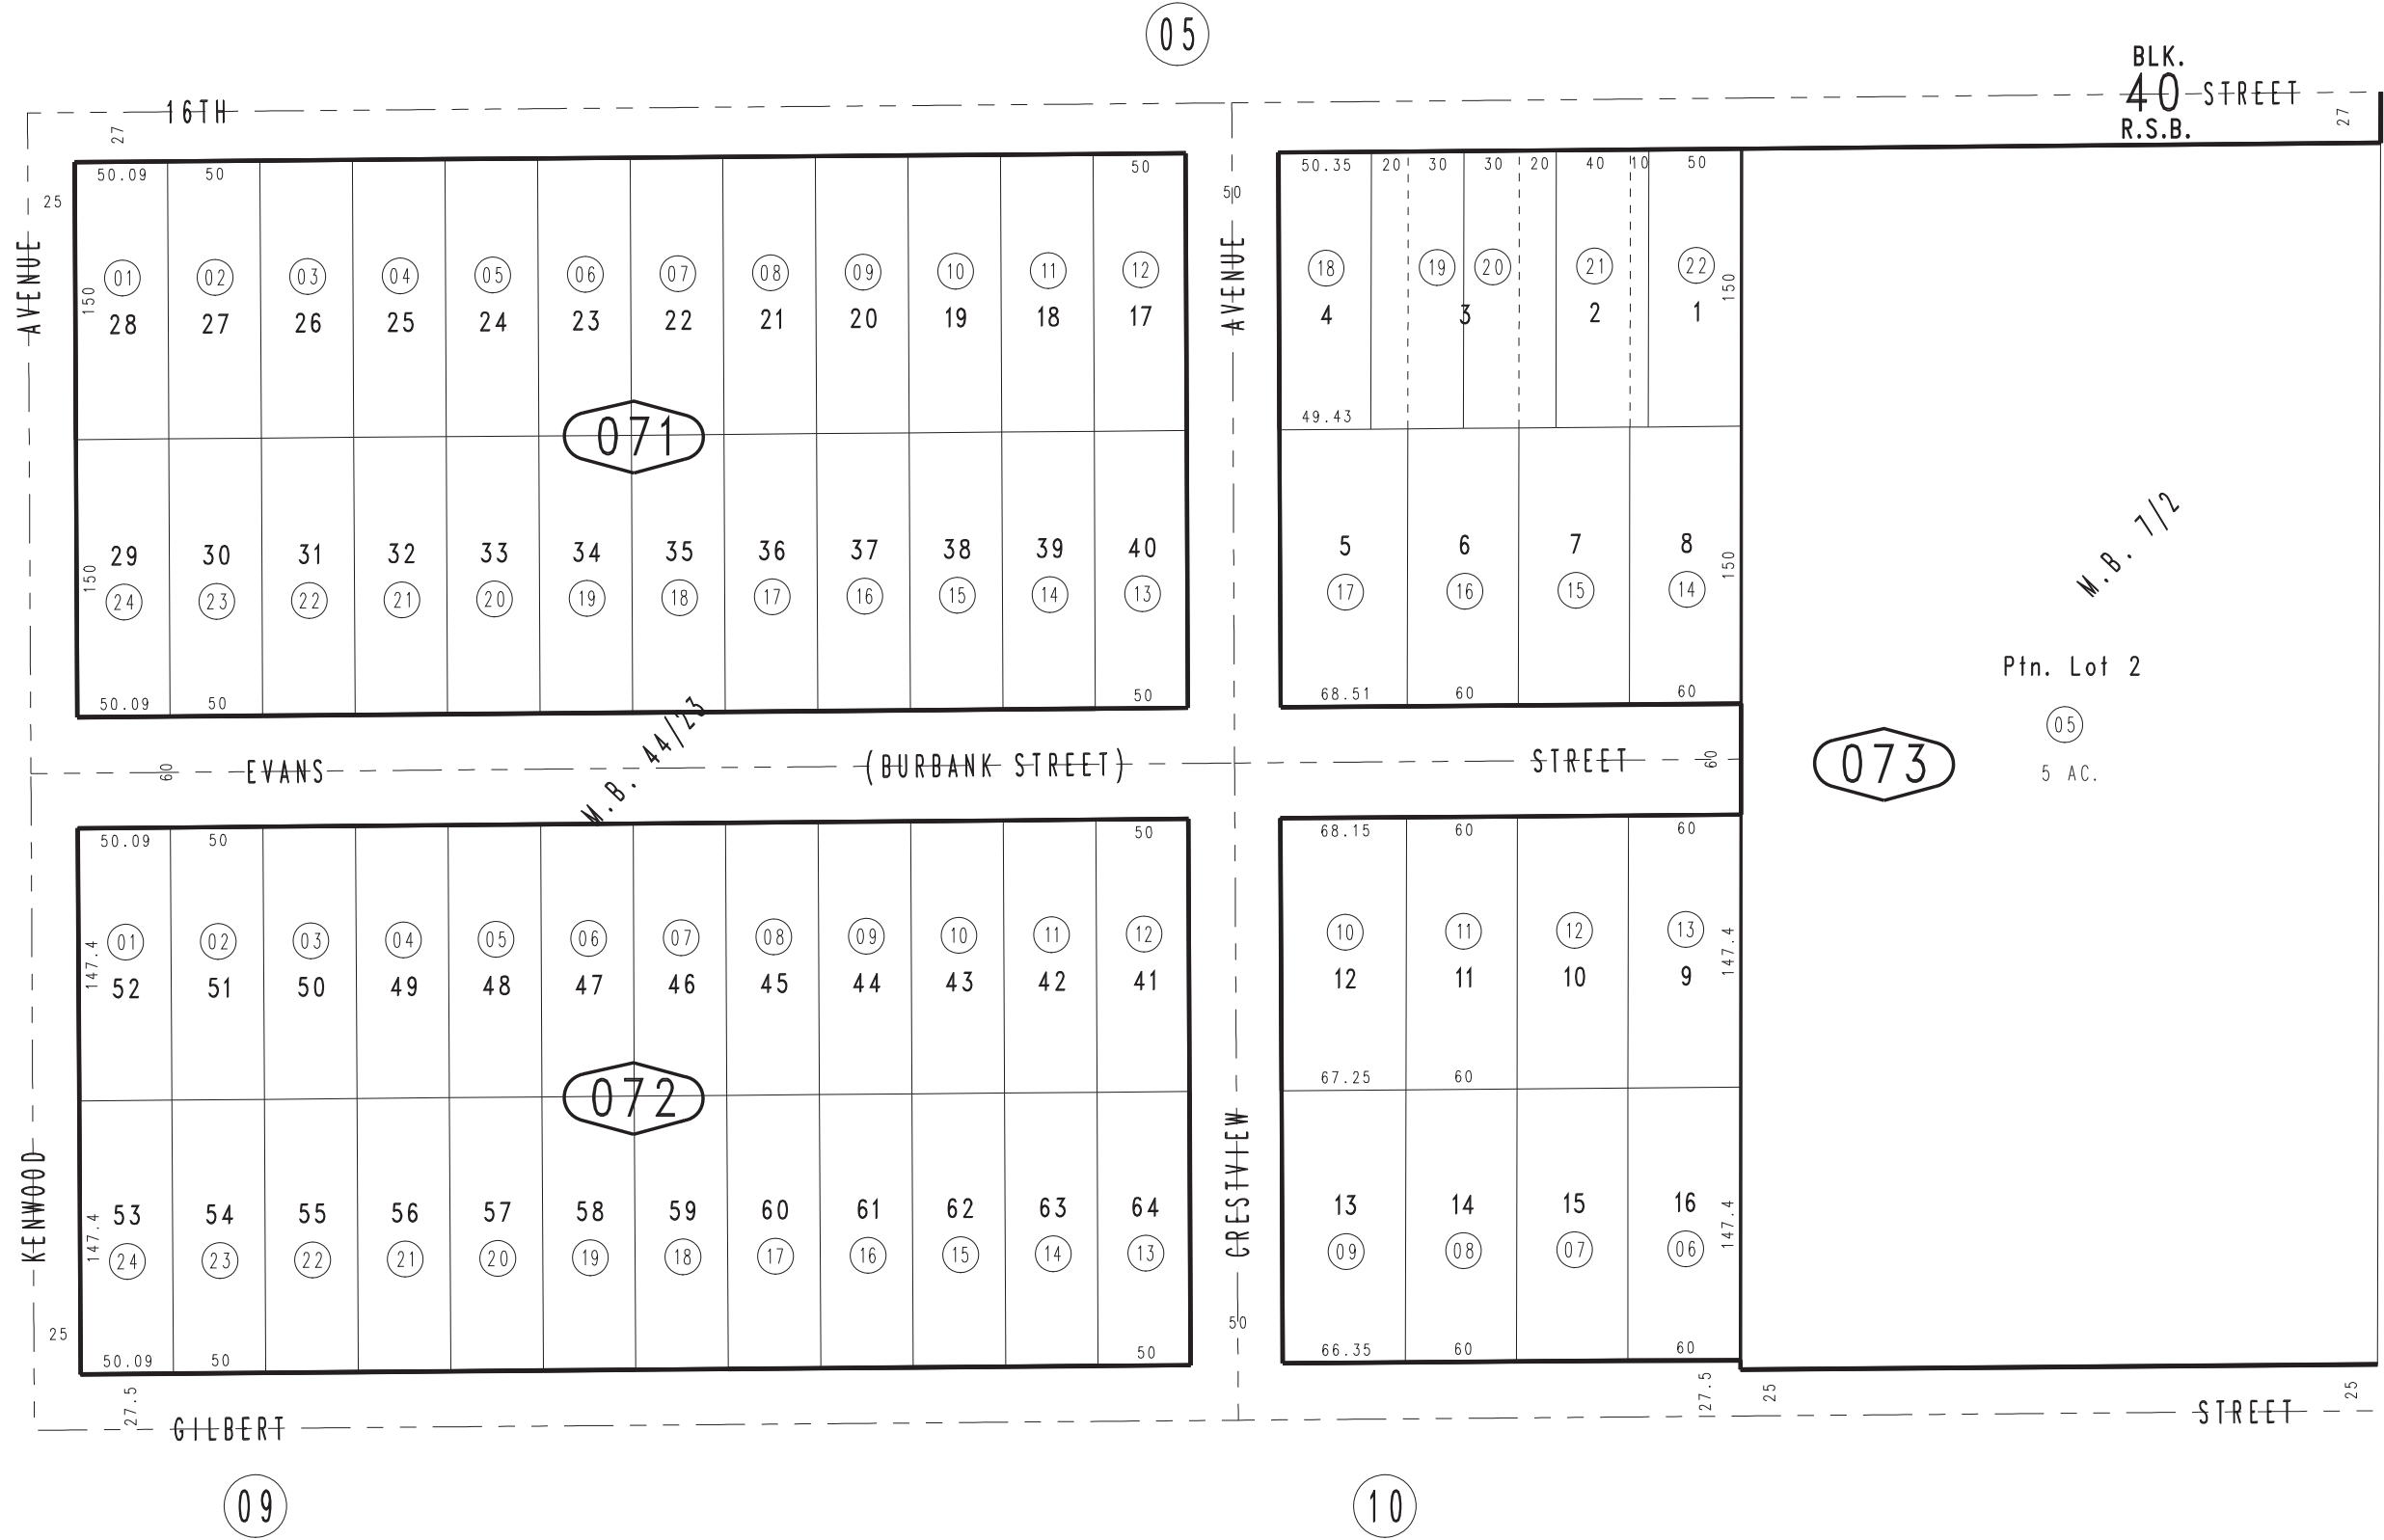 05
BLK.
16TH 40 STREET
R.S.B.
27 27
50.09 50 50 50.35 20 30 30 20 40 10 50
25 50
AVENUE AVENUE
01 02 03 04 05 06 07 08 09 10 11 12 18 19 20 21 22
150 150
28 27 26 25 24 23 22 21 20 19 18 17 4 3 2 1
49.43
071
M.B. 7/2
29 30 31 32 33 34 35 36 37 38 39 40 5 6 7 8
150 150
24 23 22 21 20 19 18 17 16 15 14 13 17 16 15 14
Ptn. Lot 2
50.09 50 50 68.51 60 60
05
M.B. 44/23
60 EVANS (BURBANK STREET) STREET 60
073
5 AC.
50.09 50 50 68.15 60 60
01 02 03 04 05 06 07 08 09 10 11 12 10 11 12 13
147.4 147.4
52 51 50 49 48 47 46 45 44 43 42 41 12 11 10 9
67.25 60
072
KENWOOD CRESTVIEW
53 54 55 56 57 58 59 60 61 62 63 64 13 14 15 16
147.4 147.4
24 23 22 21 20 19 18 17 16 15 14 13 09 08 07 06
25 50
50.09 50 50 66.35 60 60
27.5 27.5 25 25
GILBERT STREET
09 10